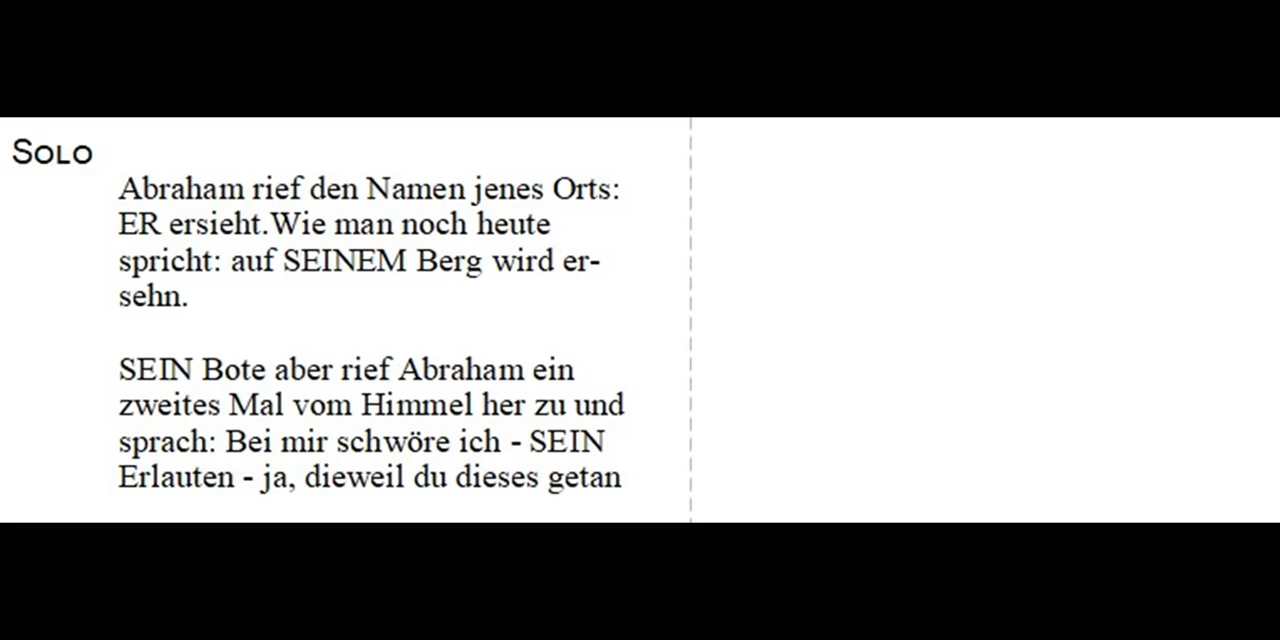 SOLO
Abraham rief den Namen jenes Orts:
ER ersieht.Wie man noch heute
spricht: auf SEINEM Berg wird er-
sehn.
SEIN Bote aber rief Abraham ein
zweites Mal vom Himmel her zu und
sprach: Bei mir schwöre ich - SEIN
Erlauten - ja, dieweil du dieses getan